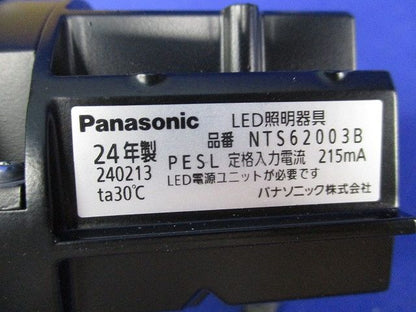 Panasonic LED照明器具
24年製 品番 NTS62003B
240213 PESL 定格入力電流 215mA
ta30℃ LED電源ユニットが必要です
パナソニック株式会社